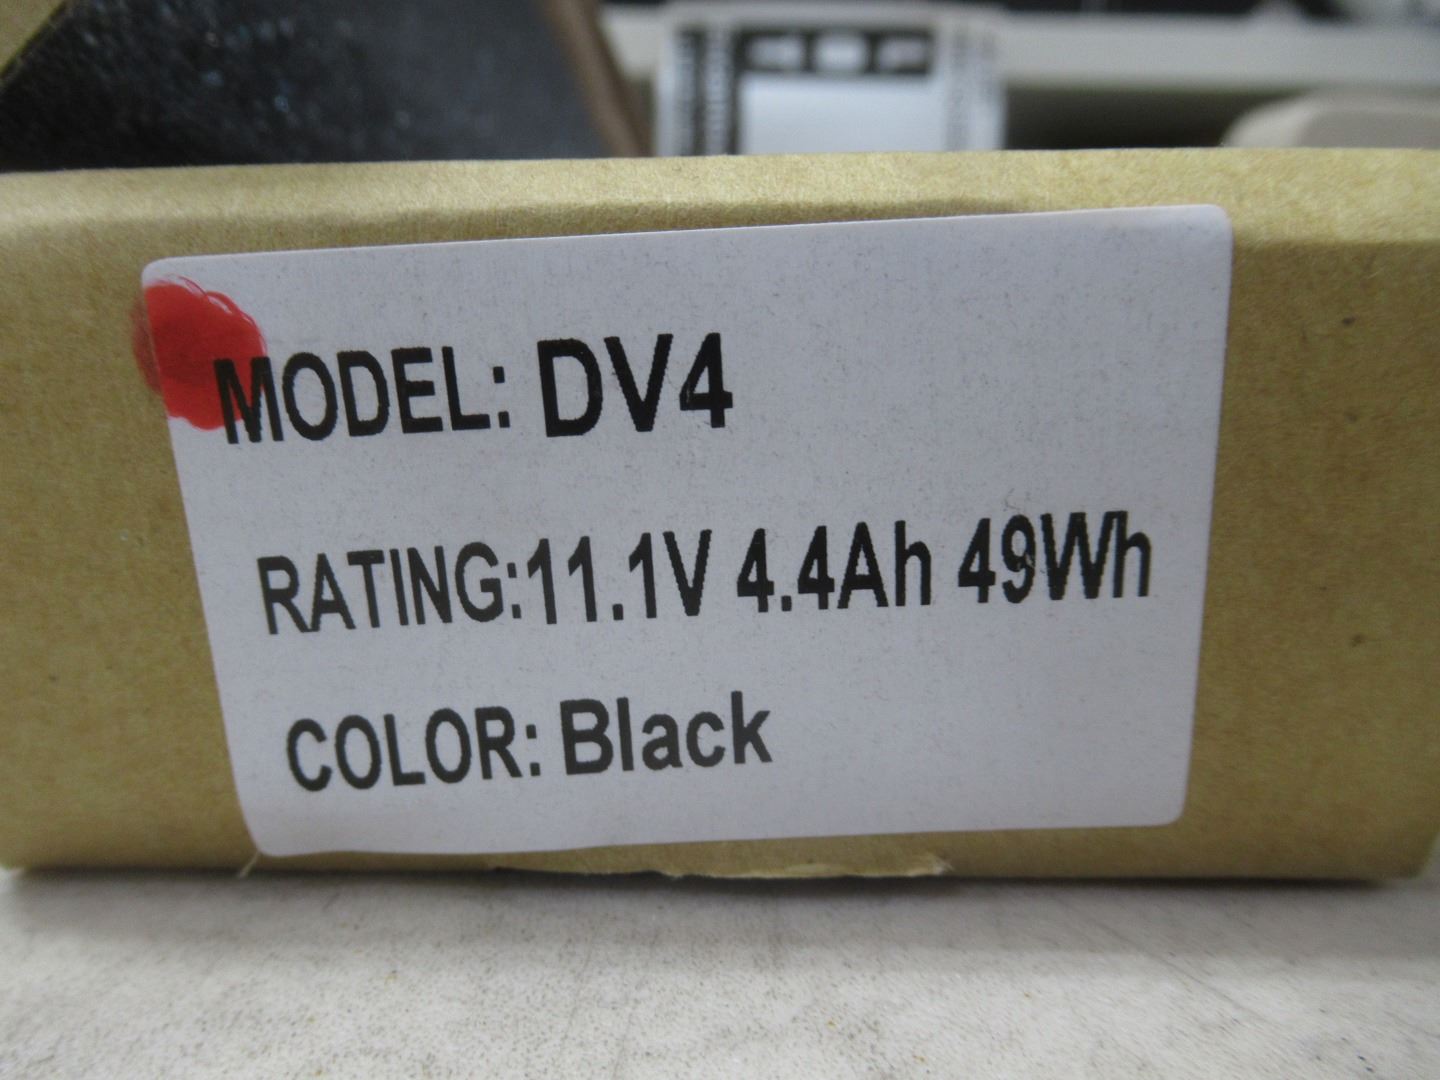 MODEL: DV4
RATING:11.1V 4.4Ah 49Wh
COLOR: Black